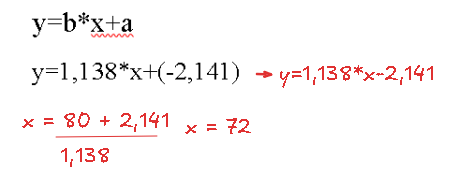 y=b*x+a
y=1,138*x+(-2,141) → y=1,138*x-2,141
x = 80 + 2,141 x = 72
1,138